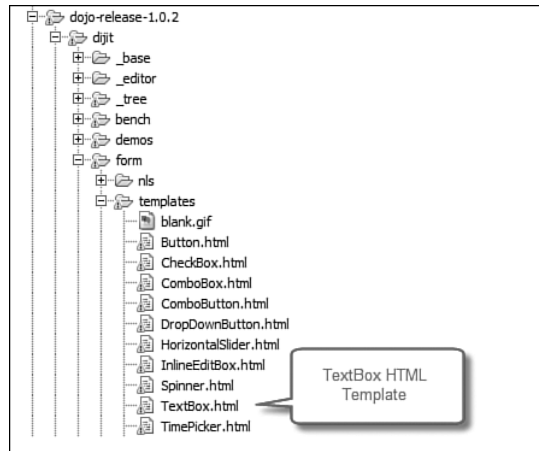 dojo-release-1.0.2
dijit
_base
_editor
_tree
bench
demos
form
nls
templates
blank.gif
Button.html
CheckBox.html
ComboBox.html
ComboButton.html
DropDownButton.html
HorizontalSlider.html
InlineEditBox.html
Spinner.html
TextBox.html
TimePicker.html
TextBox HTML
Template